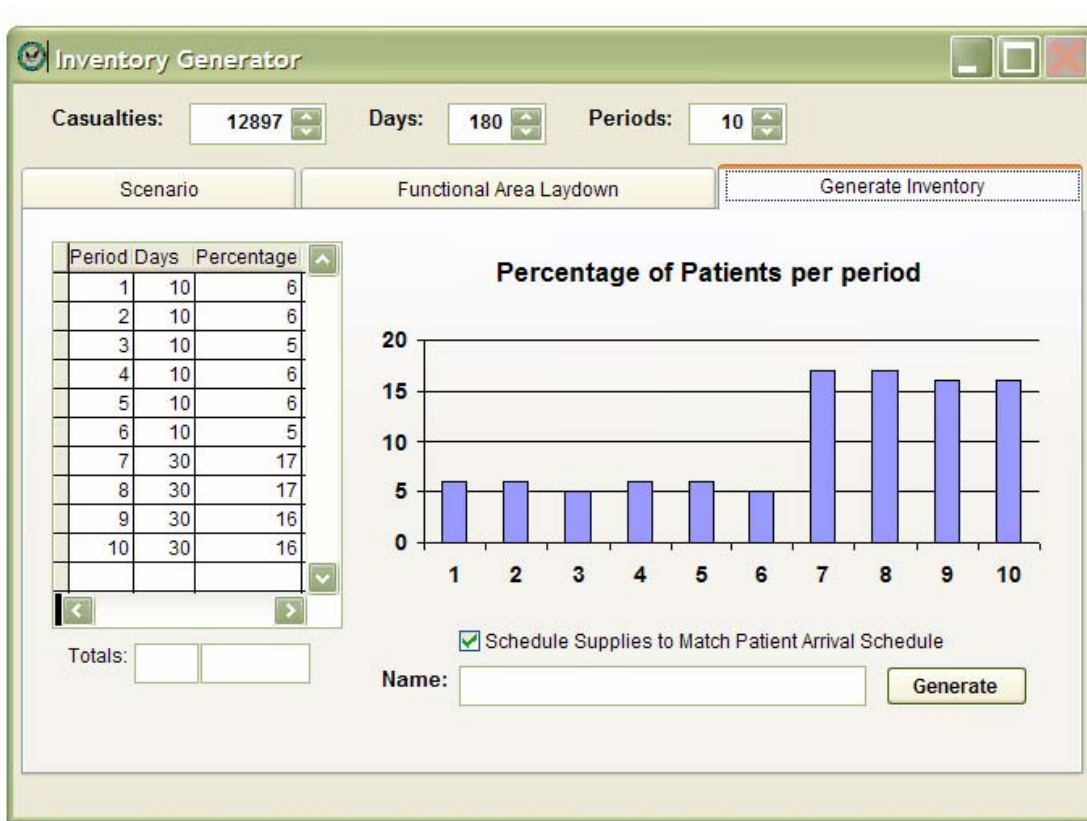 Inventory Generator
Casualties: 12897 Days: 180 Periods: 10
Scenario Functional Area Laydown Generate Inventory
Period Days Percentage
1 10 6
2 10 6
3 10 5
4 10 6
5 10 6
6 10 5
7 30 17
8 30 17
9 30 16
10 30 16
Totals:
Percentage of Patients per period
20
15
10
5
0
1 2 3 4 5 6 7 8 9 10
Schedule Supplies to Match Patient Arrival Schedule
Name: Generate